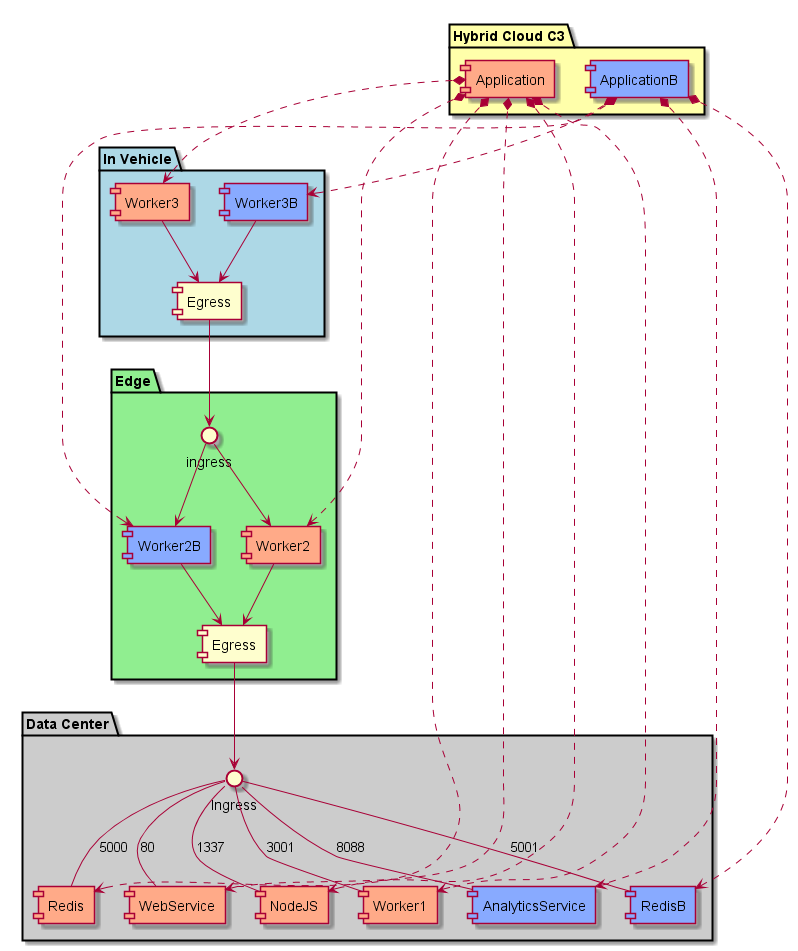 Hybrid Cloud C3
Application
ApplicationB
In Vehicle
Worker3
Worker3B
Egress
Edge
ingress
Worker2B
Worker2
Egress
Data Center
Ingress
5000
80
1337
3001
8088
5001
Redis
WebService
NodeJS
Worker1
AnalyticsService
RedisB